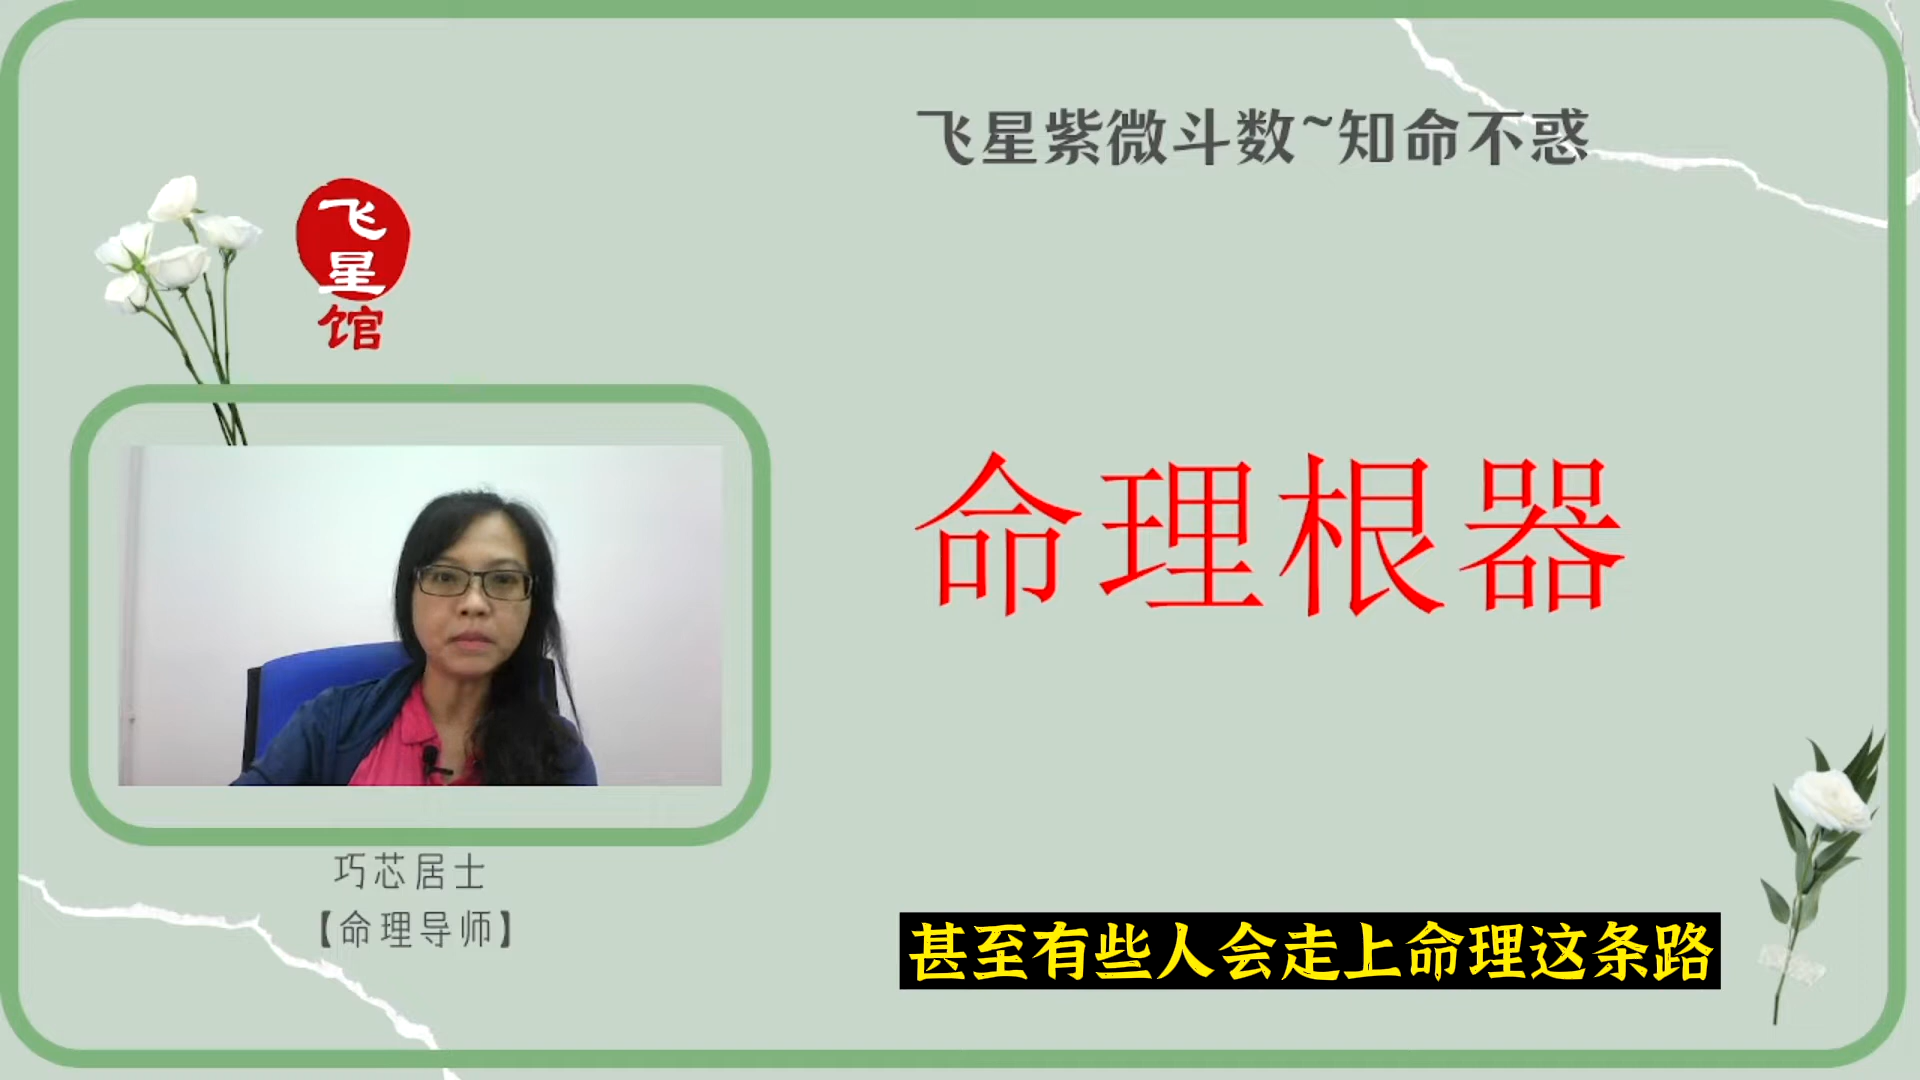 飞星紫微斗数~知命不惑
飞
星
馆
命理根器
巧芯居士
【命理导师】
甚至有些人会走上命理这条路